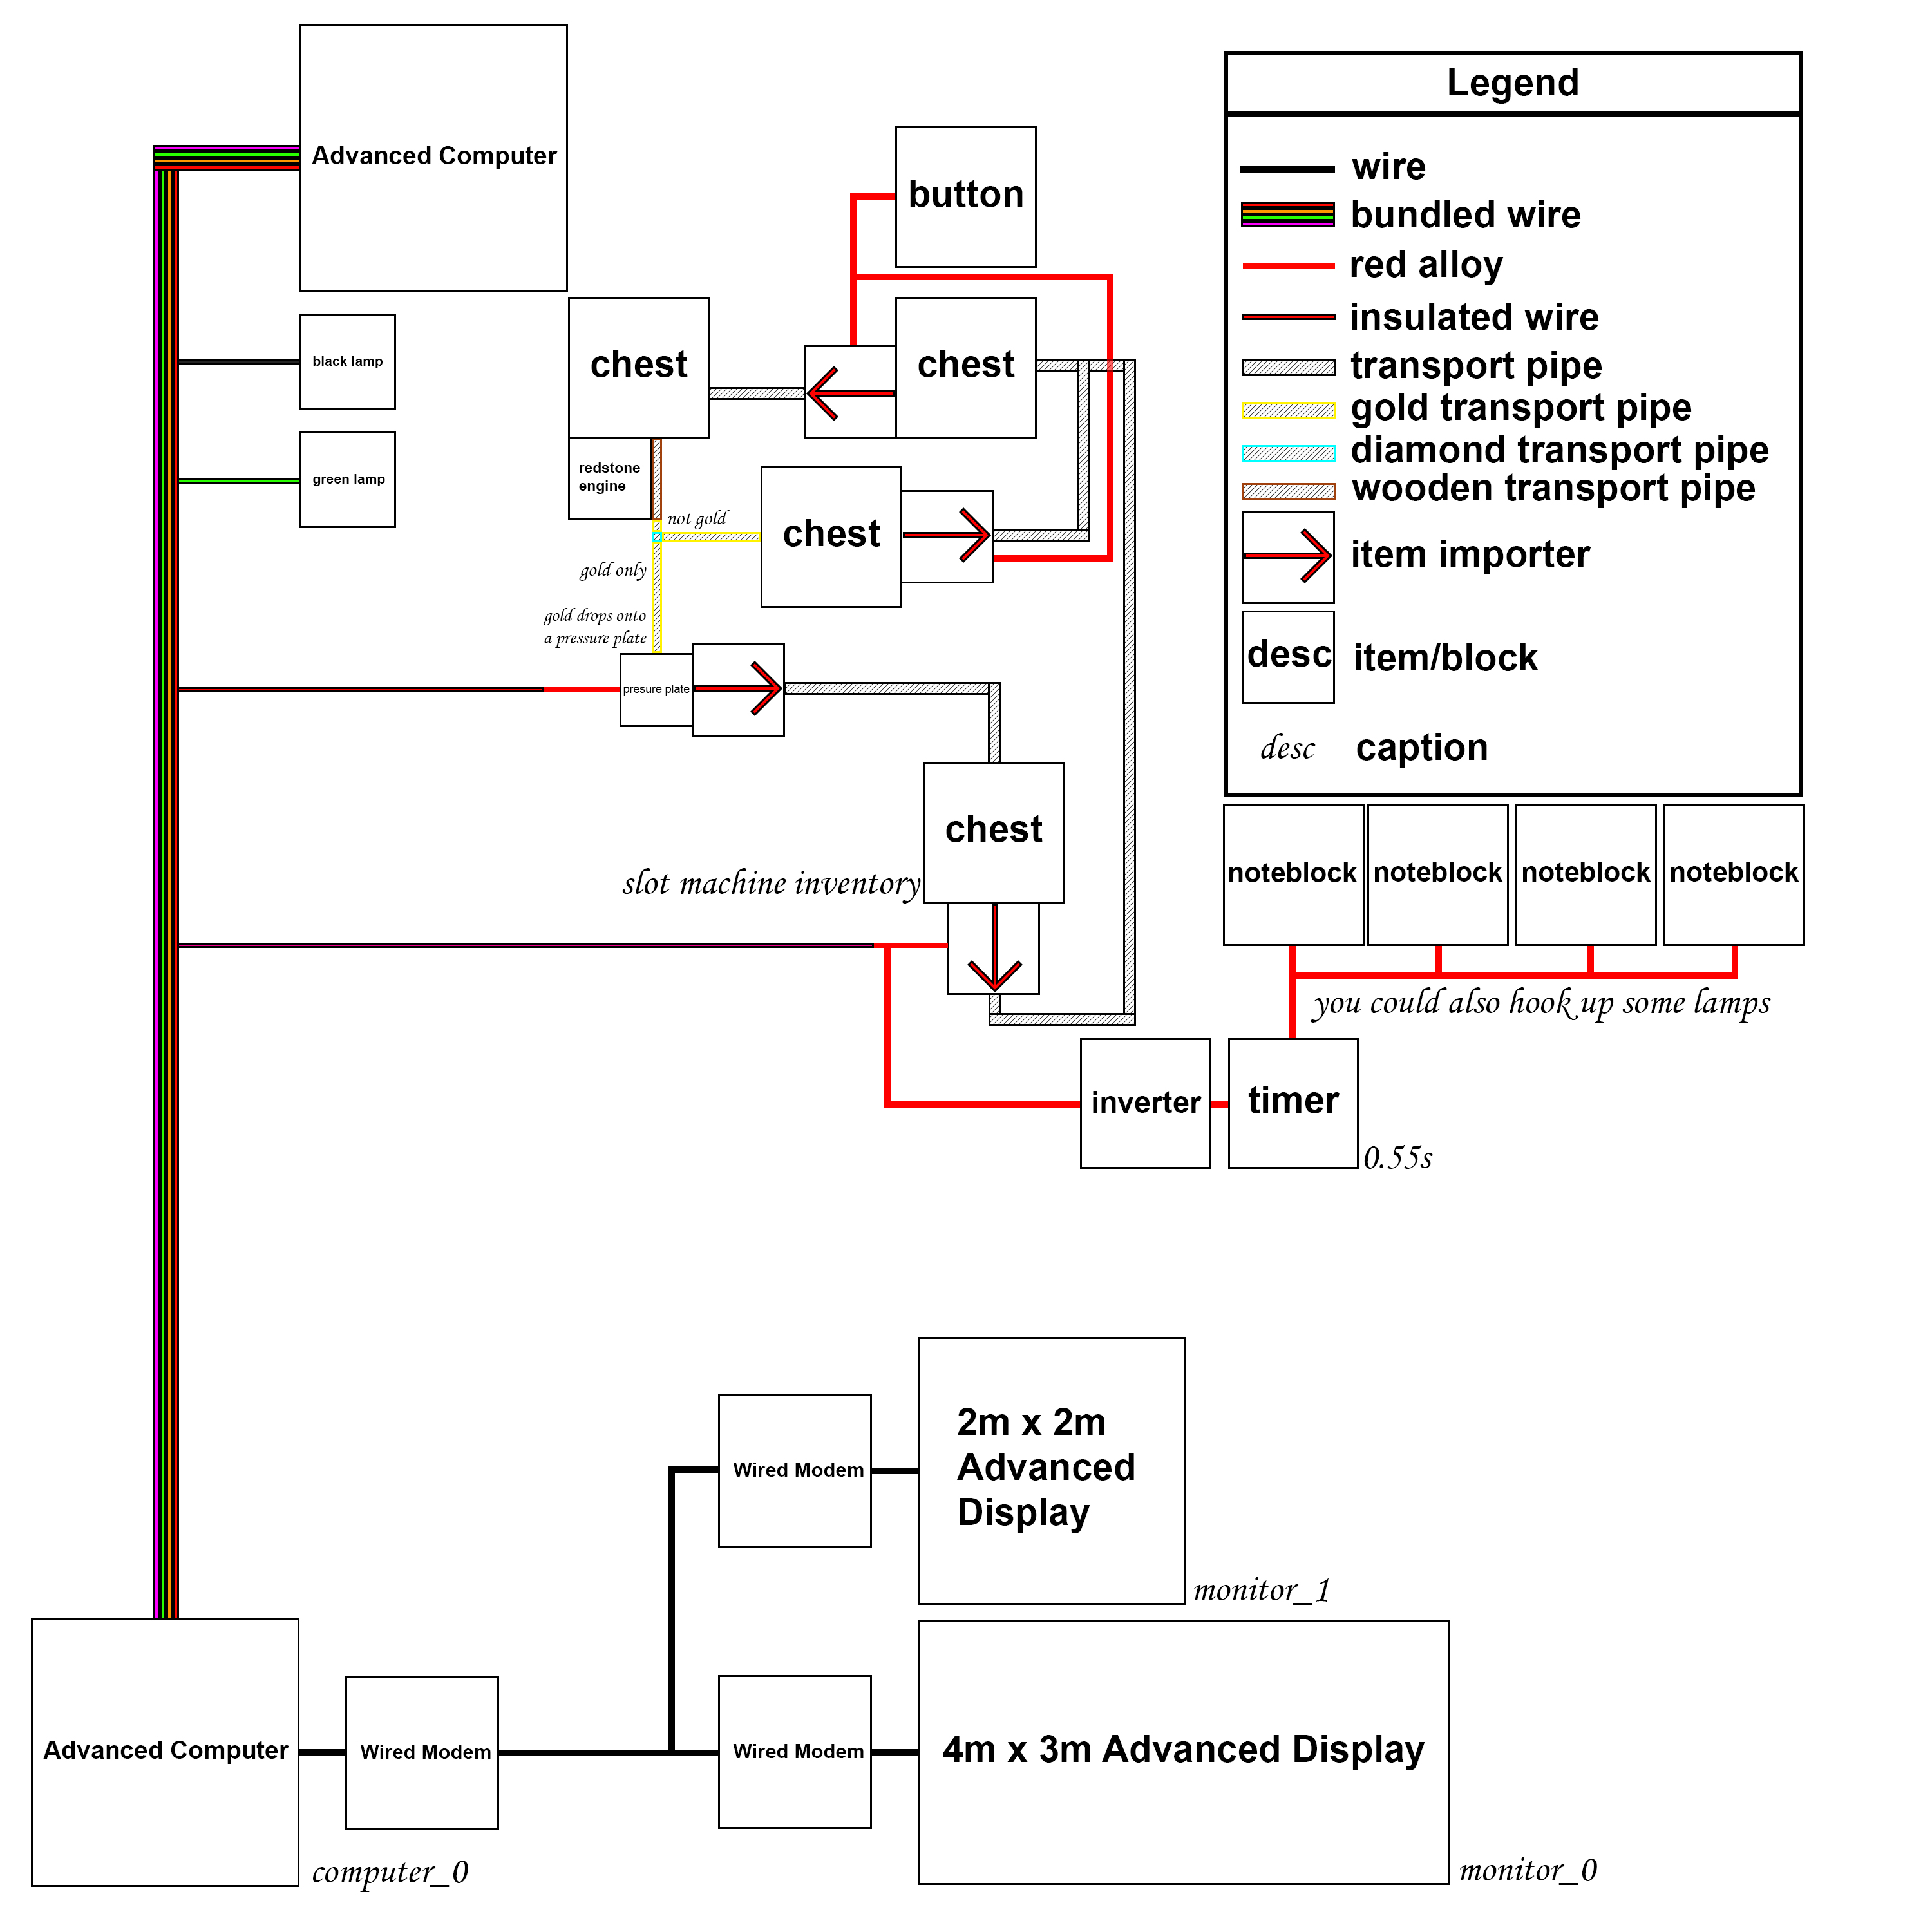 Advanced Computer
black lamp
green lamp
button
chest
chest
redstone
engine
not gold
chest
gold only
gold drops onto
a pressure plate
presure plate
chest
slot machine inventory
Legend
wire
bundled wire
red alloy
insulated wire
transport pipe
gold transport pipe
diamond transport pipe
wooden transport pipe
item importer
desc item/block
desc caption
noteblock noteblock noteblock noteblock
you could also hook up some lamps
inverter
timer
0.55s
Wired Modem
2m x 2m
Advanced
Display
monitor_1
Advanced Computer
Wired Modem
Wired Modem
4m x 3m Advanced Display
computer_0
monitor_0